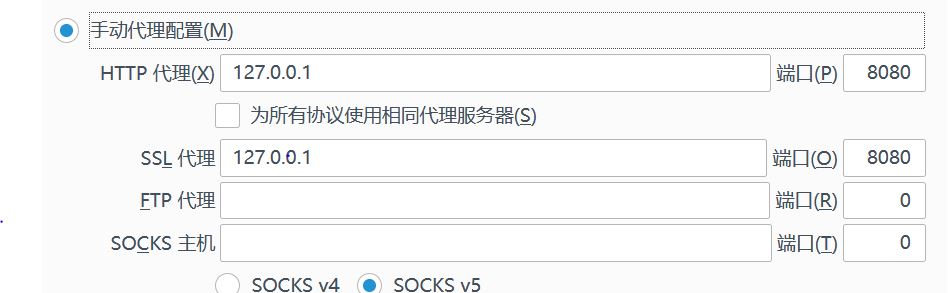 手动代理配置(M)
HTTP 代理(X) 127.0.0.1 端口(P) 8080
为所有协议使用相同代理服务器(S)
SSL 代理 127.0.0.1 端口(O) 8080
FTP 代理 端口(R) 0
SOCKS 主机 端口(T) 0
SOCKS v4 SOCKS v5